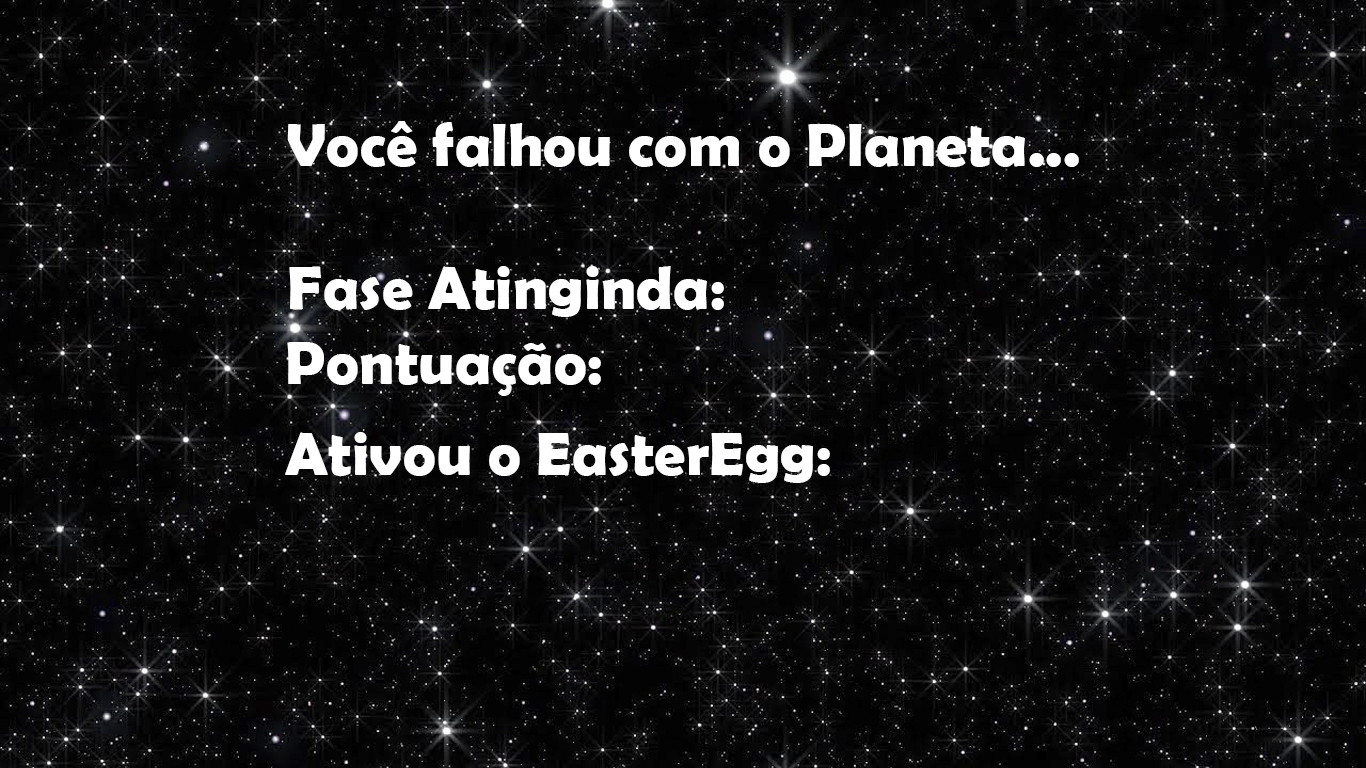 Você falhou com o Planeta...
Fase Atinginda:
Pontuação:
Ativou o EasterEgg: